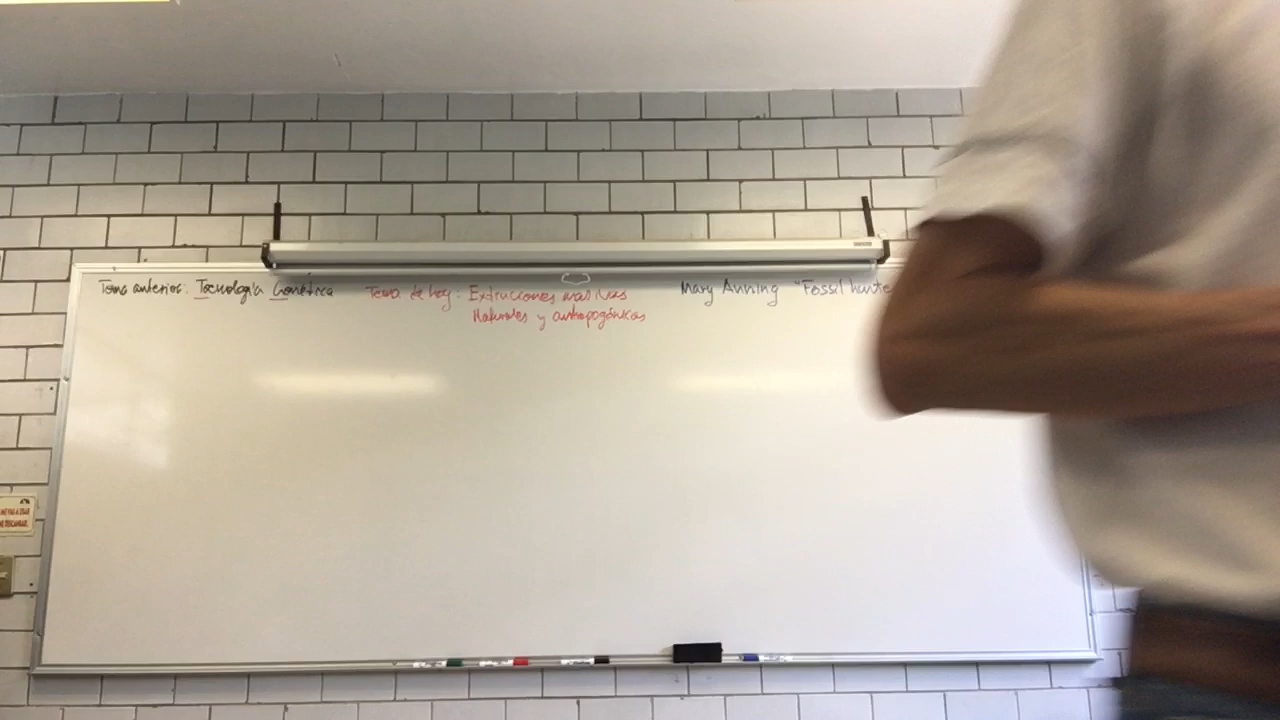 Tema anterior: Tecnología Genética
Tema de hoy: Extinciones masivas
Naturales y antropogénicas
Mary Anning "Fossil hunte